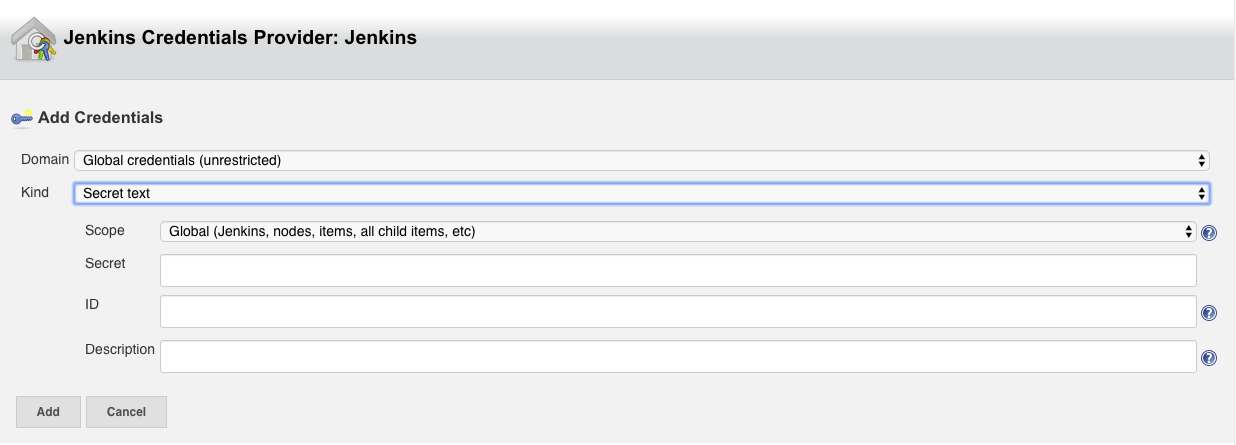 Jenkins Credentials Provider: Jenkins
Add Credentials
Domain Global credentials (unrestricted)
Kind Secret text
Scope Global (Jenkins, nodes, items, all child items, etc) ?
Secret
ID ?
Description ?
Add Cancel